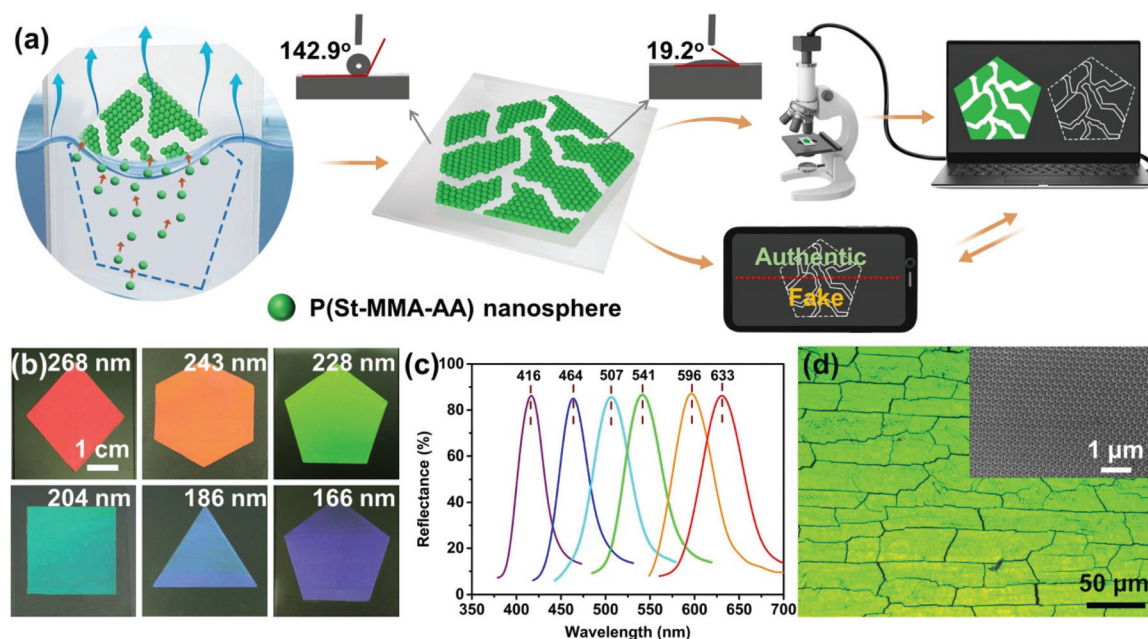 (a)
142.9°
19.2°
Authentic
Fake
P(St-MMA-AA) nanosphere
(b)
268 nm
243 nm
228 nm
1 cm
204 nm
186 nm
166 nm
(c)
100
80
60
40
20
0
Reflectance (%)
416 464 507 541 596 633
350 400 450 500 550 600 650 700
Wavelength (nm)
(d)
1 μm
50 μm